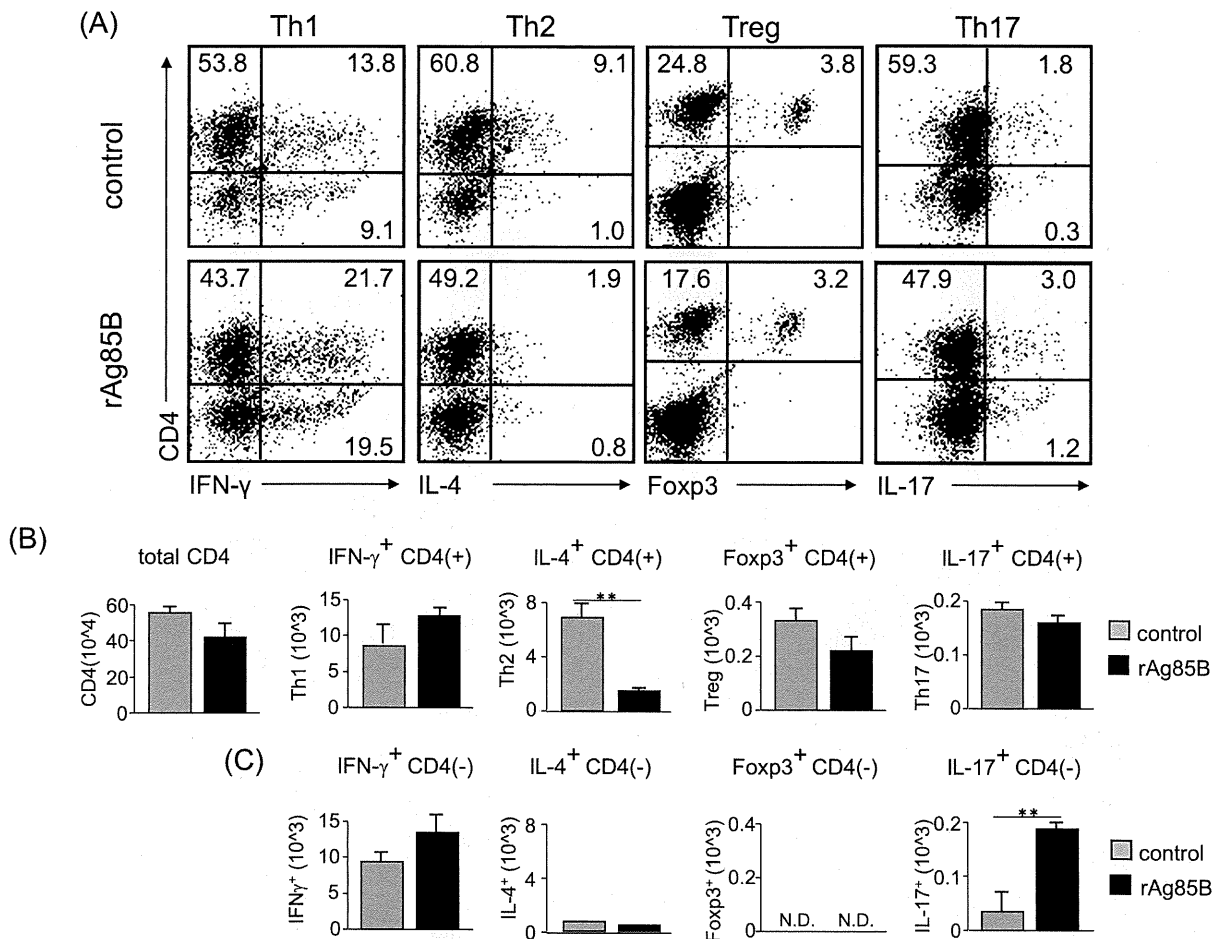 (A)
Th1 Th2 Treg Th17
control
53.8 13.8 9.1
60.8 9.1 1.0
24.8 3.8
59.3 1.8 0.3
rAg85B
43.7 21.7 19.5
49.2 1.9 0.8
17.6 3.2
47.9 3.0 1.2
CD4
IFN-γ IL-4 Foxp3 IL-17
(B)
total CD4 IFN-γ+ CD4(+) IL-4+ CD4(+) Foxp3+ CD4(+) IL-17+ CD4(+)
CD4(10^4) 60 40 20 0
Th1 (10^3) 15 10 5 0
Th2 (10^3) 8 4 0 **
Treg (10^3) 0.4 0.2 0
Th17 (10^3) 0.2 0.1 0
control
rAg85B
(C)
IFN-γ+ CD4(-) IL-4+ CD4(-) Foxp3+ CD4(-) IL-17+ CD4(-)
IFNγ+ (10^3) 15 10 5 0
IL-4+ (10^3) 8 4 0
Foxp3+ (10^3) 0.4 0.2 0 N.D. N.D.
IL-17+ (10^3) 0.2 0.1 0 **
control
rAg85B